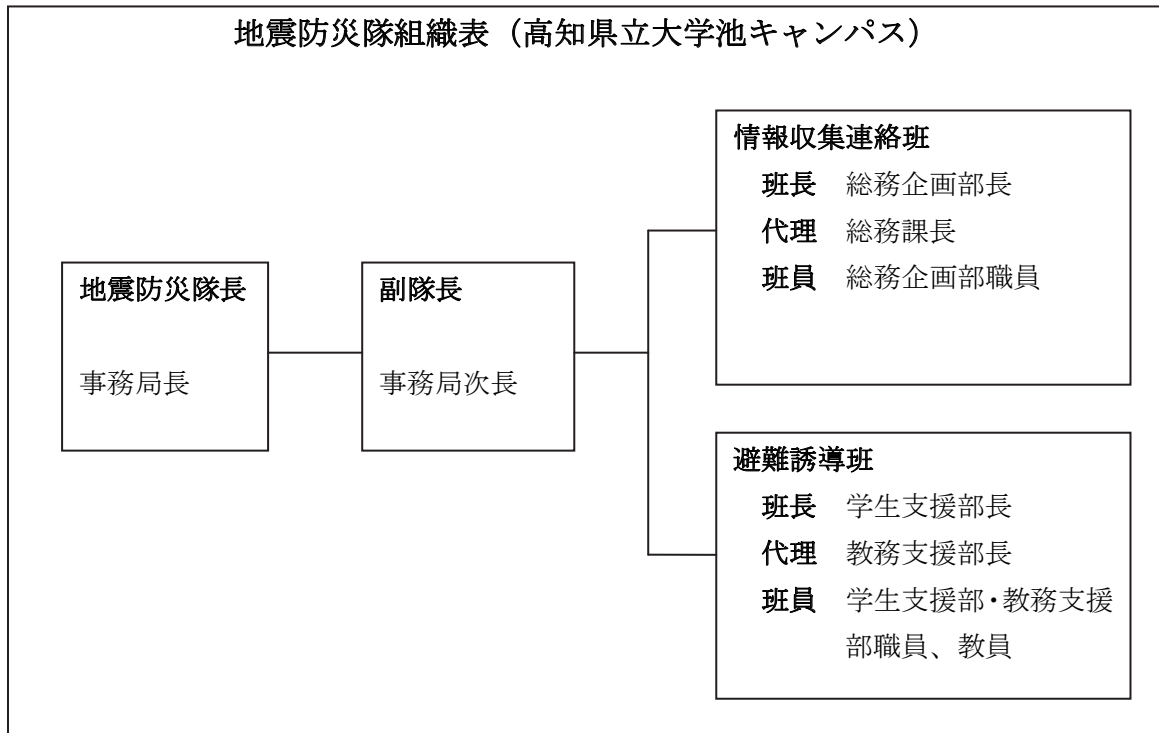 地震防災隊組織表（高知県立大学池キャンパス）
地震防災隊長
事務局長
副隊長
事務局次長
情報収集連絡班
班長　総務企画部長
代理　総務課長
班員　総務企画部職員
避難誘導班
班長　学生支援部長
代理　教務支援部長
班員　学生支援部・教務支援
部職員、教員